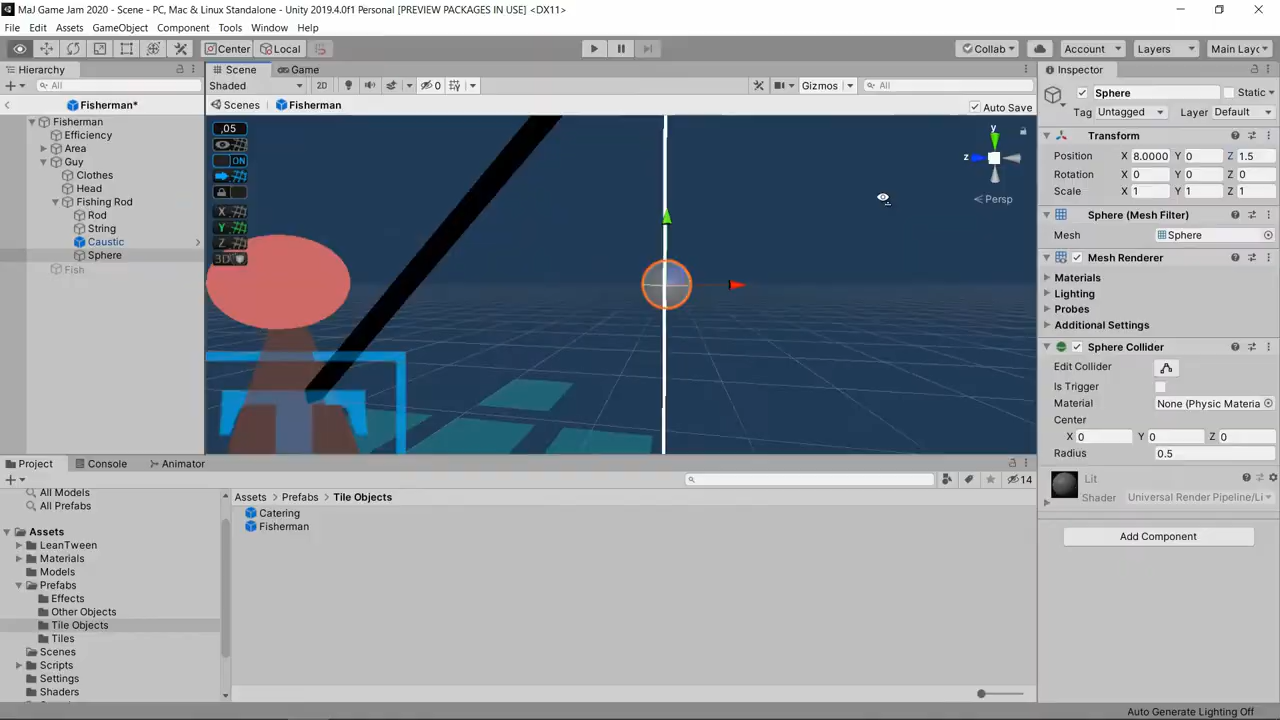 MaJ Game Jam 2020 - Scene - PC, Mac & Linux Standalone - Unity 2019.4.0f1 Personal [PREVIEW PACKAGES IN USE] <DX11>
File Edit Assets GameObject Component Tools Window Help
Center Local Collab Account Layers Main Layc
Hierarchy Scene Game Inspector
All Shaded 2D 0 Gizmos All Sphere Static
Fisherman* Scenes Fisherman Auto Save
Tag Untagged Layer Default
Fisherman
Efficiency
Area
Guy
Clothes
Head
Fishing Rod
Rod
String
Caustic
Sphere
Fish
,05
ON
X
Y
Z
3D
y
z
Persp
Transform
Position X 8.0000 Y 0 Z 1.5
Rotation X 0 Y 0 Z 0
Scale X 1 Y 1 Z 1
Sphere (Mesh Filter)
Mesh Sphere
Mesh Renderer
Materials
Lighting
Probes
Additional Settings
Sphere Collider
Edit Collider
Is Trigger
Material None (Physic Materia
Center
X 0 Y 0 Z 0
Radius 0.5
Lit
Shader Universal Render Pipeline/Li
Add Component
Project Console Animator
14
All Models
All Prefabs
Assets
LeanTween
Materials
Models
Prefabs
Effects
Other Objects
Tile Objects
Tiles
Scenes
Scripts
Settings
Shaders
Assets Prefabs Tile Objects
Catering
Fisherman
Auto Generate Lighting Off